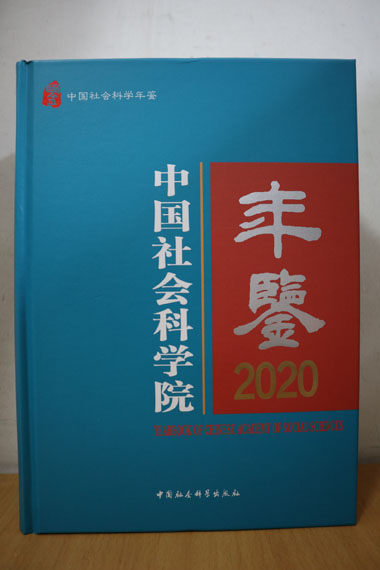 中国社会科学年鉴
中国社会科学院
年鑒
2020
YEARBOOK OF CHINESE ACADEMY OF SOCIAL SCIENCES
中国社会科学出版社